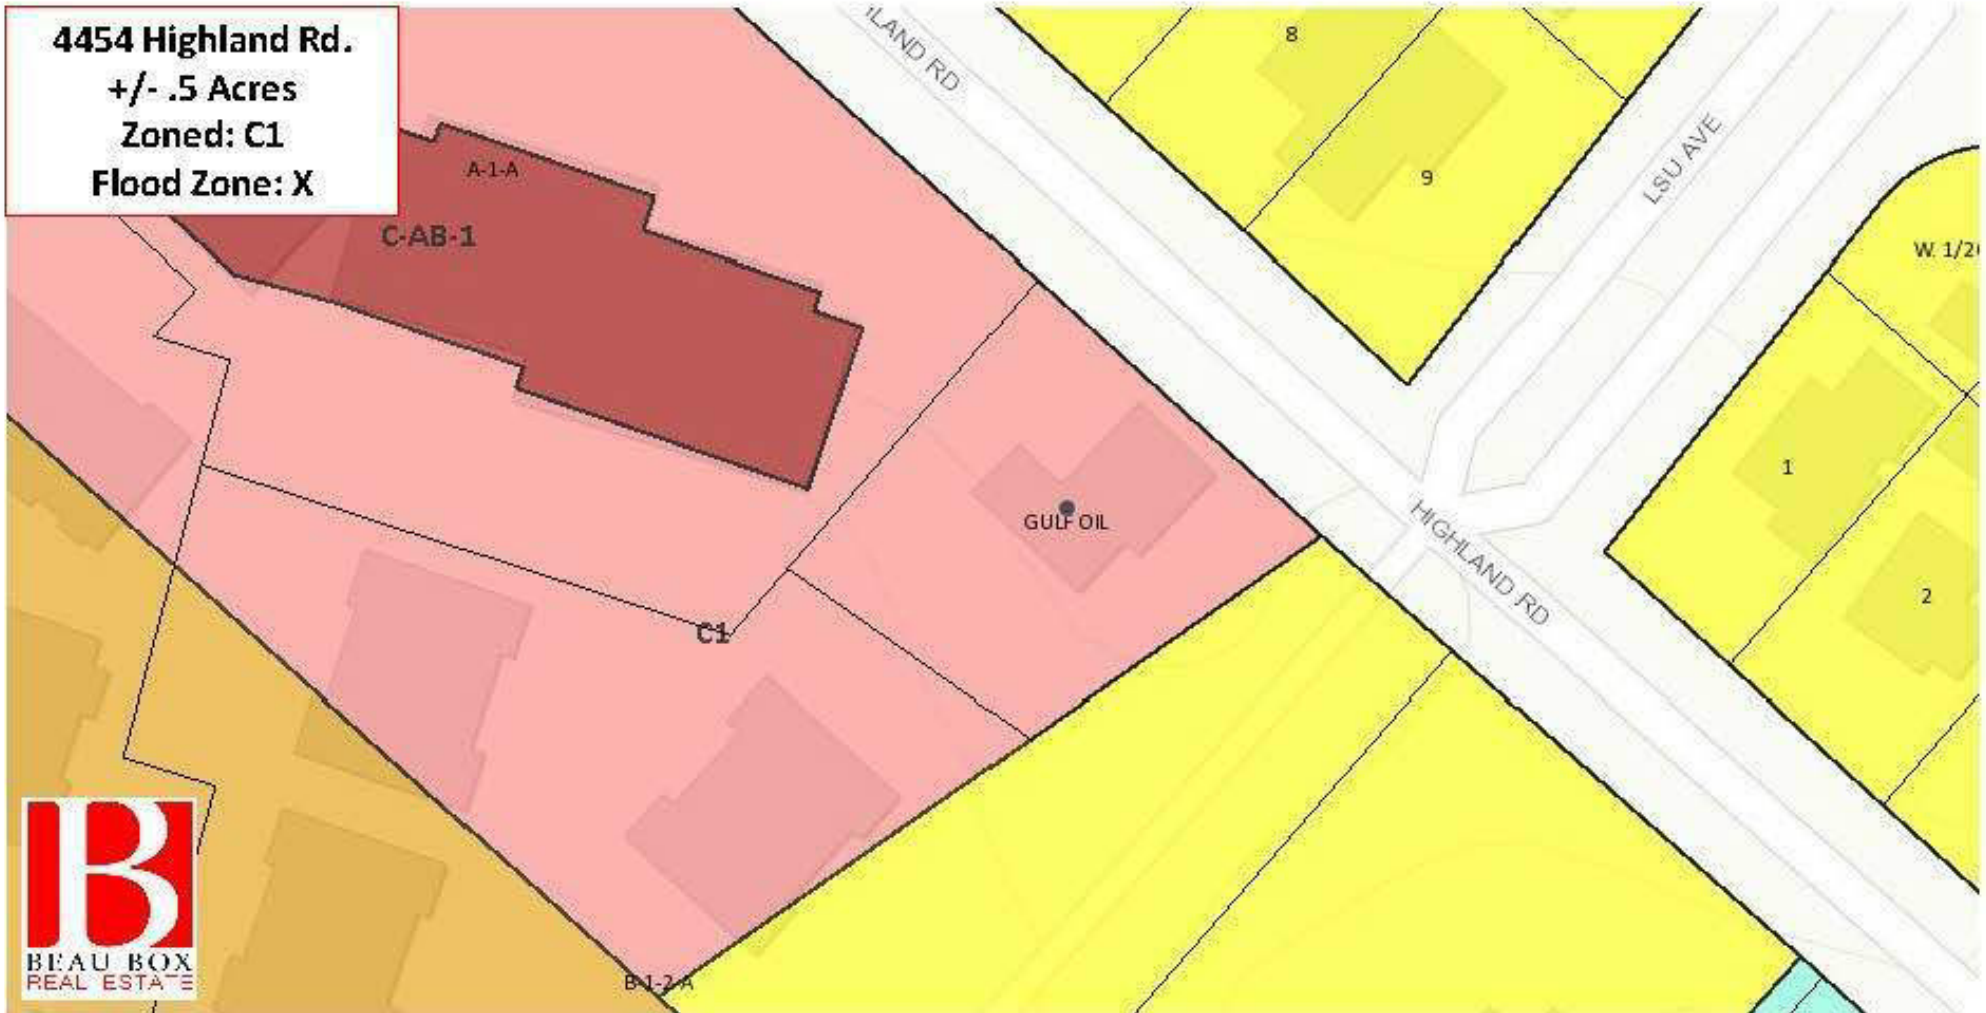 4454 Highland Rd.
+/- .5 Acres
Zoned: C1
Flood Zone: X
LAND RD
8
9
LSU AVE
A-1-A
C-AB-1
W. 1/2
GULF OIL
1
HIGHLAND RD
2
C1
B
BEAU BOX
REAL ESTATE
B-1-2-A